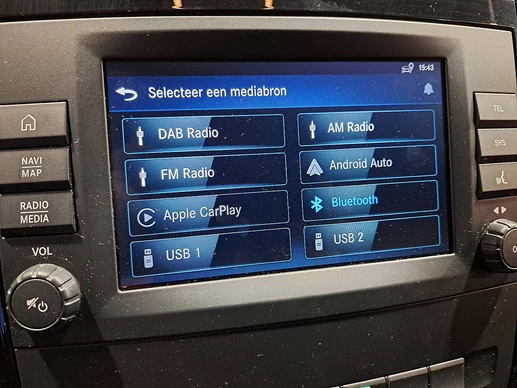 15:43
Selecteer een mediabron
DAB Radio
AM Radio
FM Radio
Android Auto
Apple CarPlay
Bluetooth
USB 1
USB 2
NAVI
MAP
RADIO
MEDIA
VOL
TEL
SYS